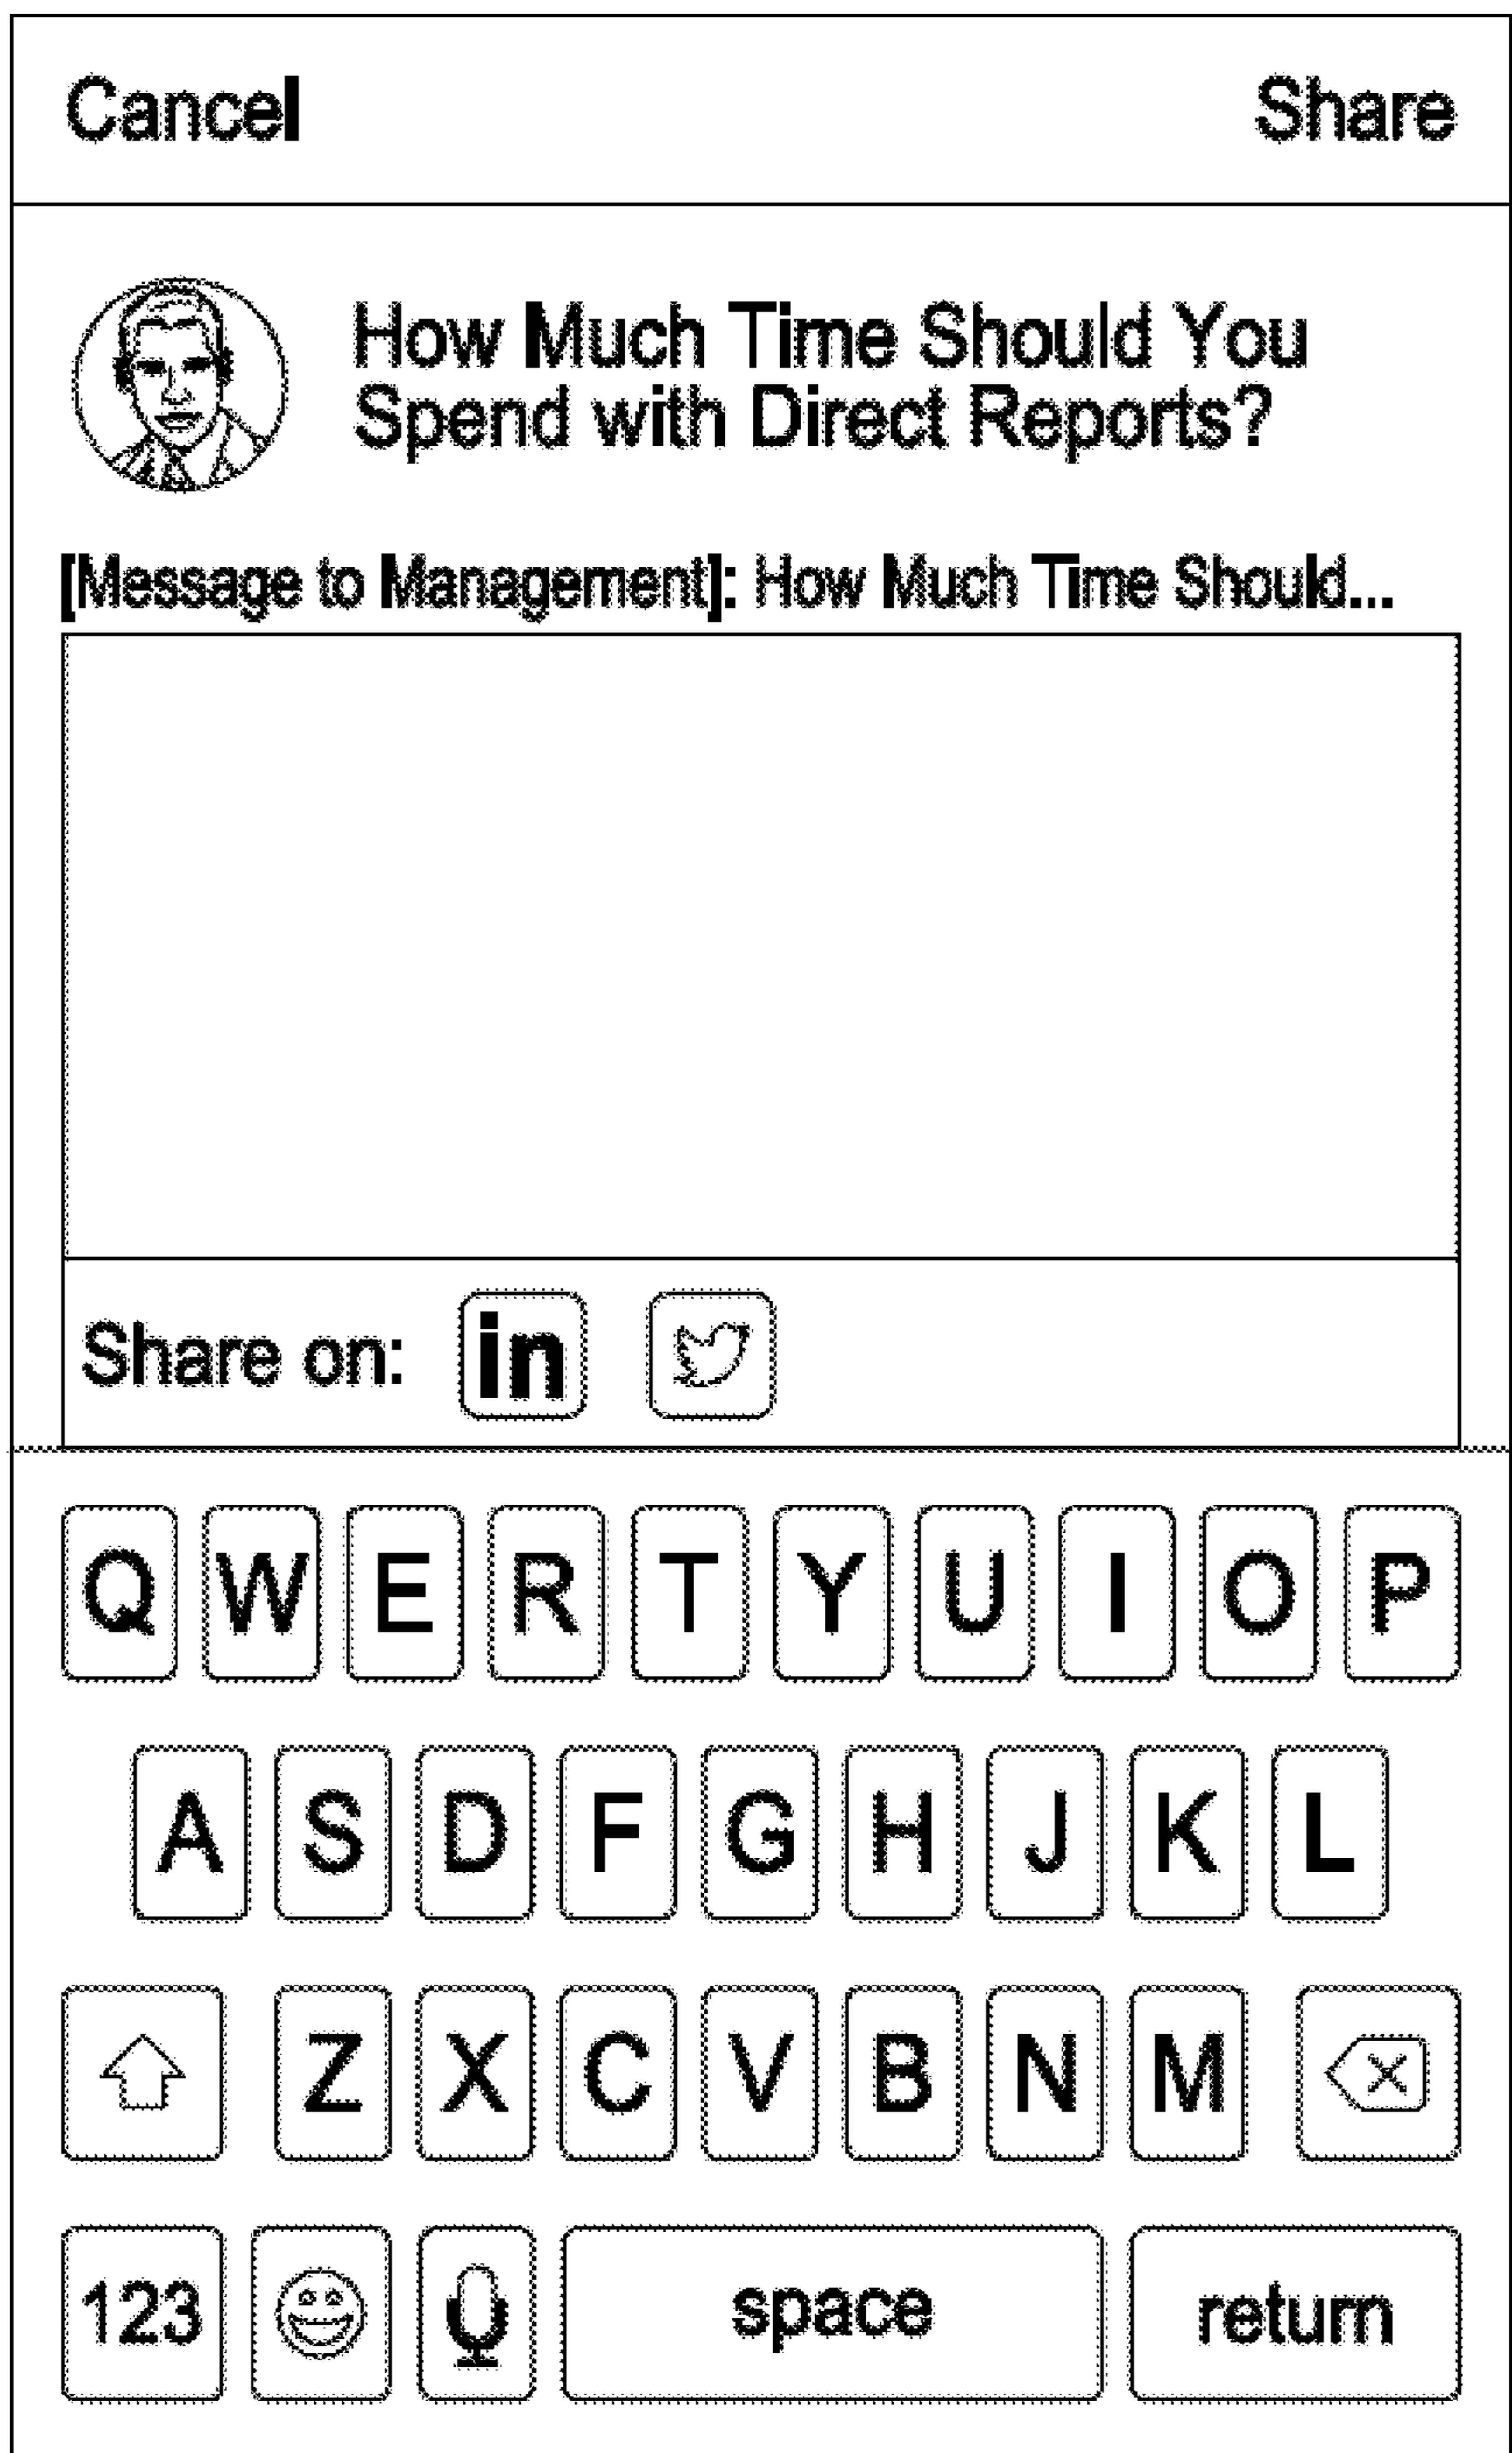 Cancel Share
How Much Time Should You
Spend with Direct Reports?
[Message to Management]: How Much Time Should...
Share on: in
Q W E R T Y U I O P
A S D F G H J K L
Z X C V B N M
123 space return